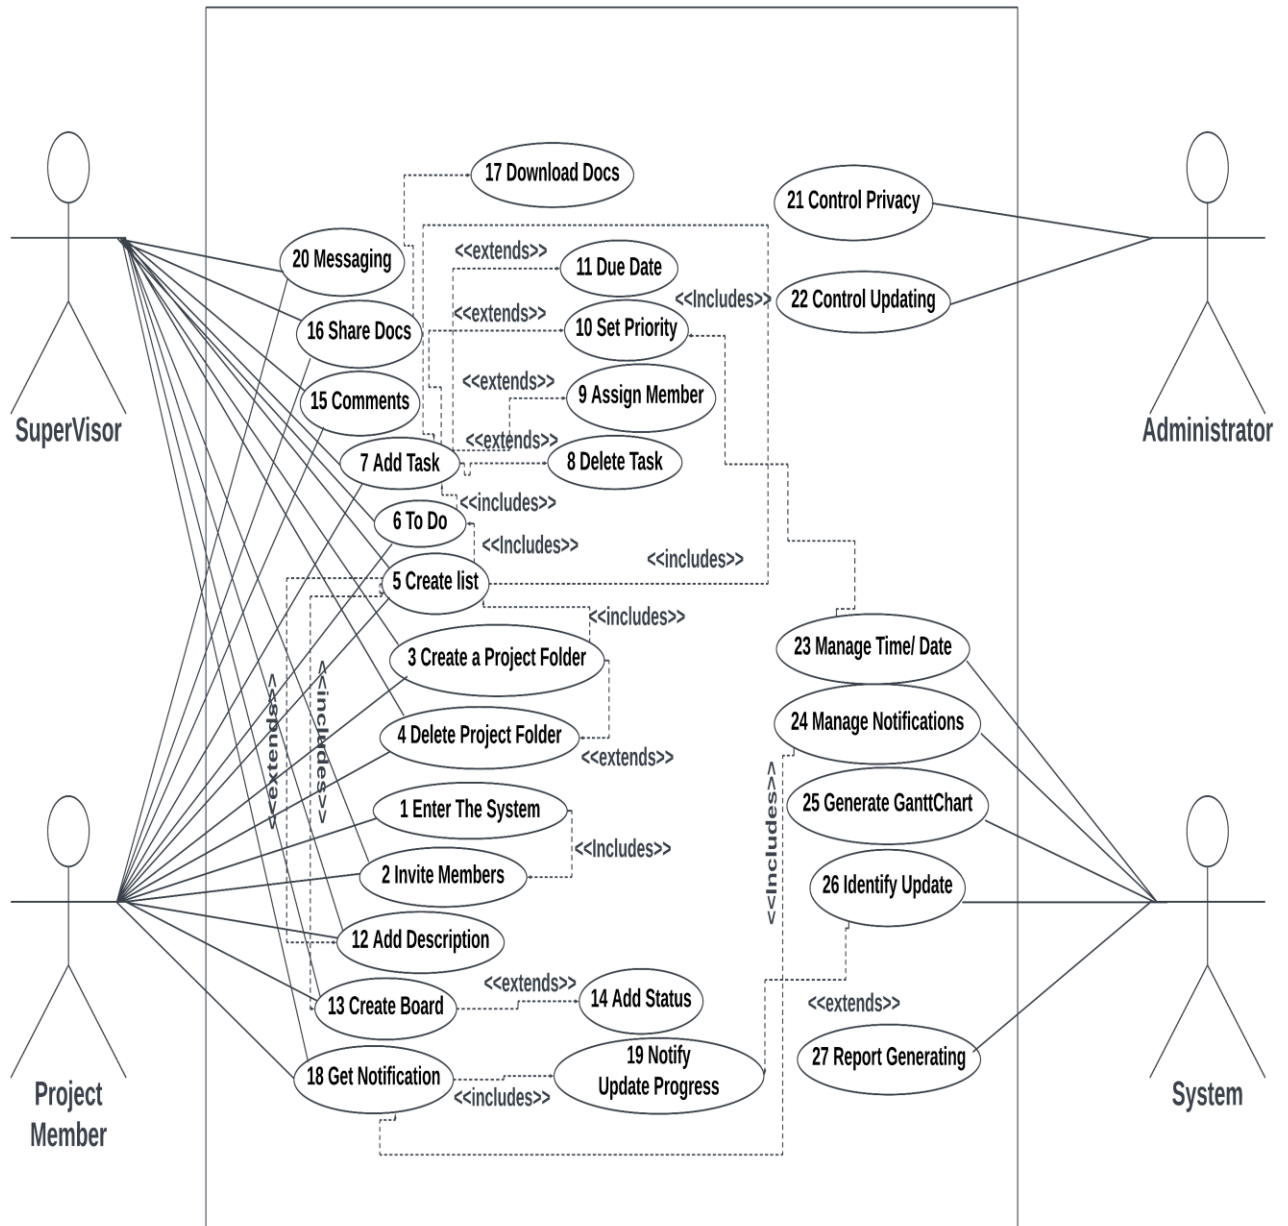 17 Download Docs
21 Control Privacy
20 Messaging
<<extends>>
11 Due Date
<<Includes>>
22 Control Updating
16 Share Docs
<<extends>>
10 Set Priority
<<extends>>
9 Assign Member
15 Comments
SuperVisor
Administrator
<<extends>>
7 Add Task
8 Delete Task
<<includes>>
6 To Do
<<Includes>>
<<includes>>
5 Create list
<<includes>>
3 Create a Project Folder
23 Manage Time/ Date
4 Delete Project Folder
24 Manage Notifications
<<extends>>
<<extends>>
<<includes>>
1 Enter The System
25 Generate GanttChart
<<Includes>>
<<Includes>>
2 Invite Members
26 Identify Update
12 Add Description
<<extends>>
14 Add Status
13 Create Board
<<extends>>
19 Notify
Update Progress
27 Report Generating
18 Get Notification
<<includes>>
Project
Member
System